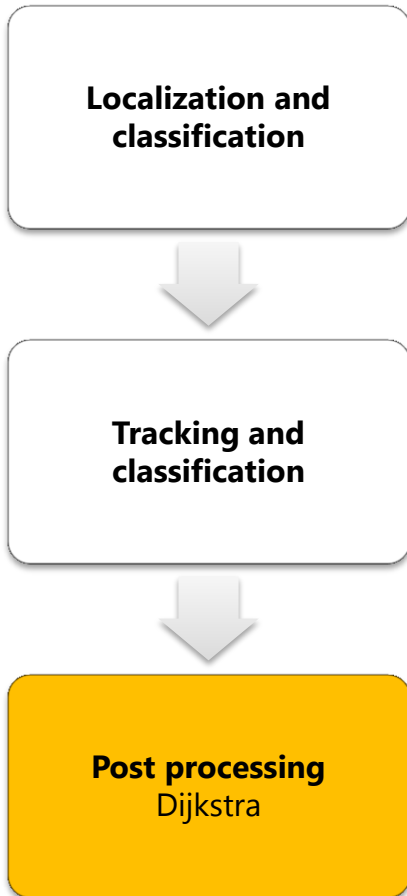 Localization and
classification
Tracking and
classification
Post processing
Dijkstra